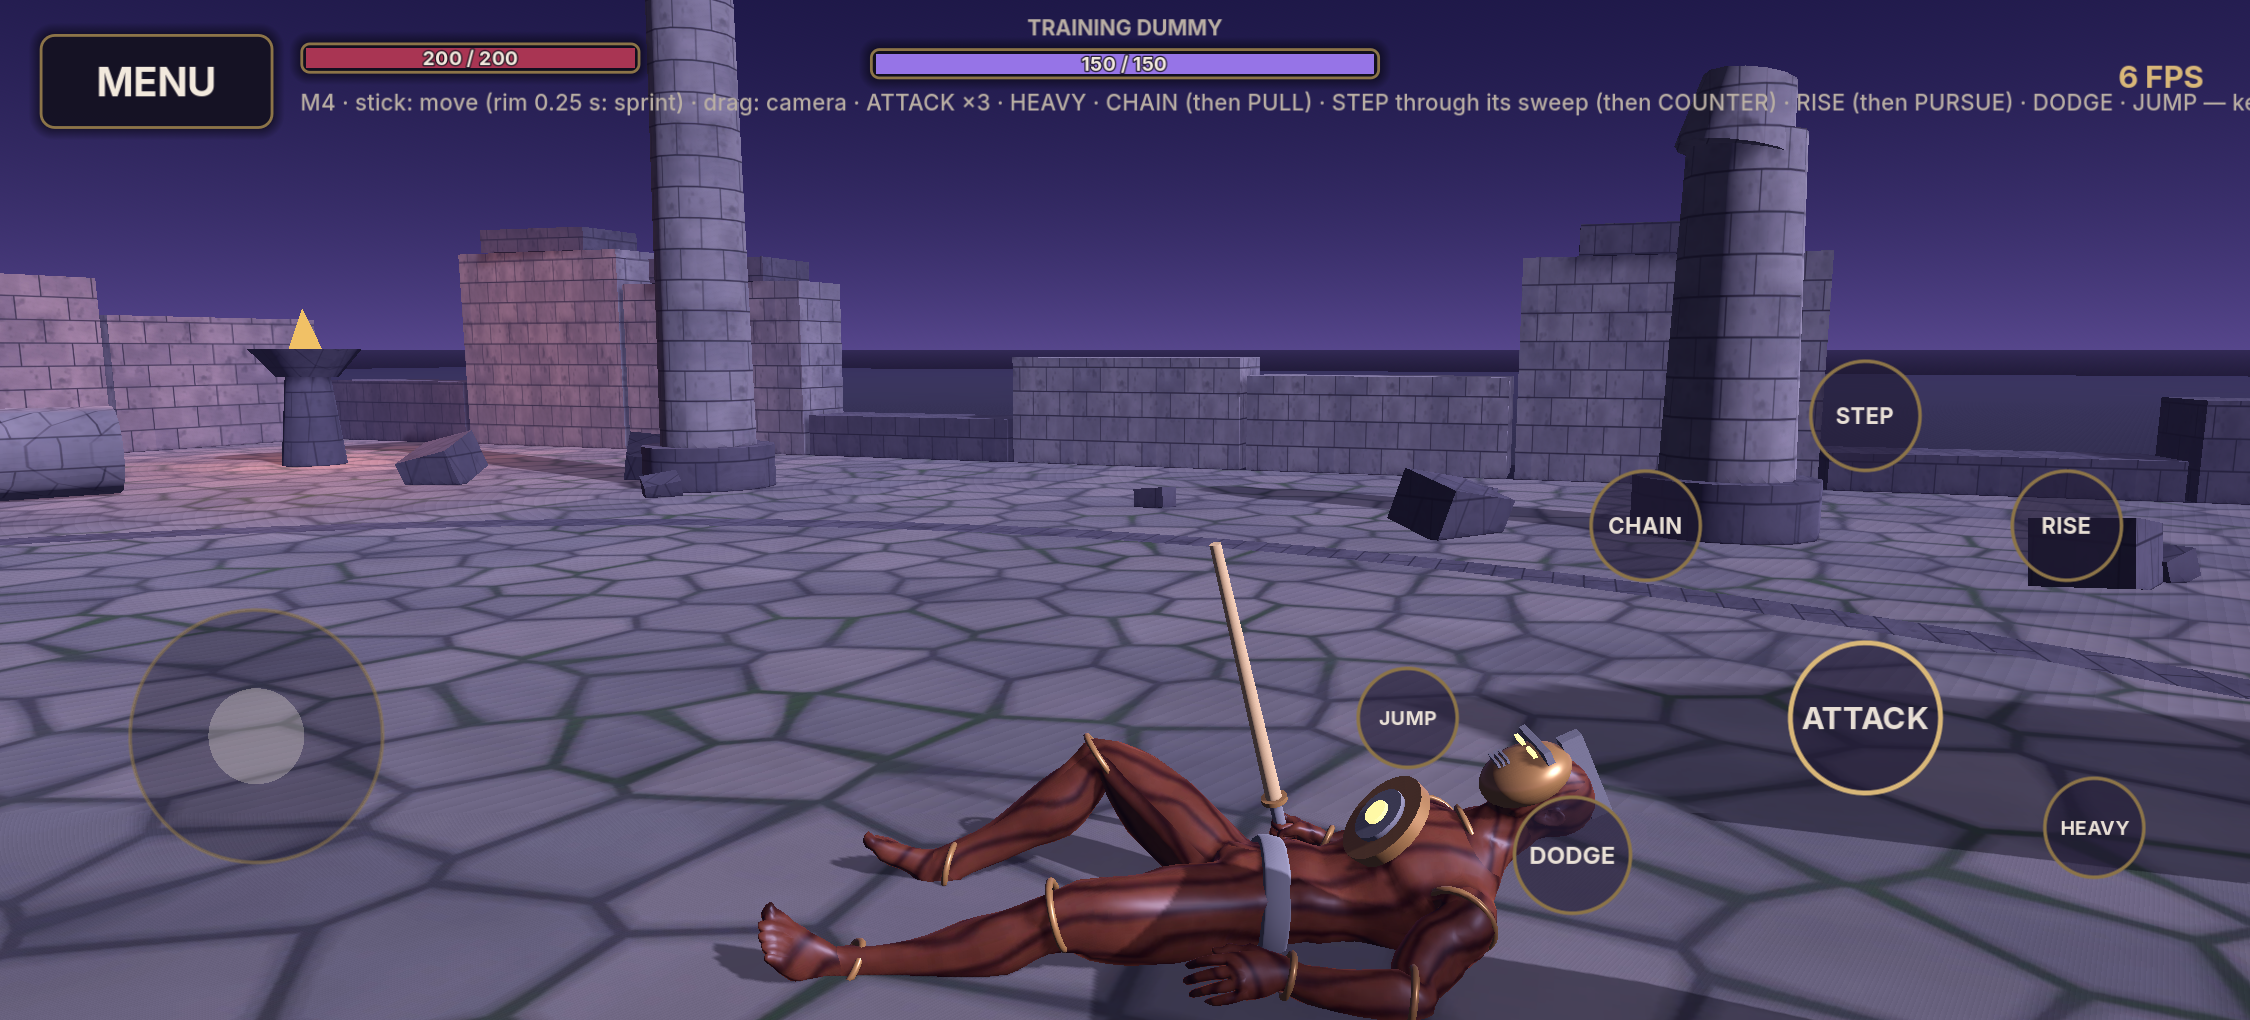 TRAINING DUMMY
MENU
200 / 200
150 / 150
6 FPS
M4 · stick: move (rim 0.25 s: sprint) · drag: camera · ATTACK ×3 · HEAVY · CHAIN (then PULL) · STEP through its sweep (then COUNTER) · RISE (then PURSUE) · DODGE · JUMP — ke
STEP
CHAIN
RISE
JUMP
ATTACK
DODGE
HEAVY